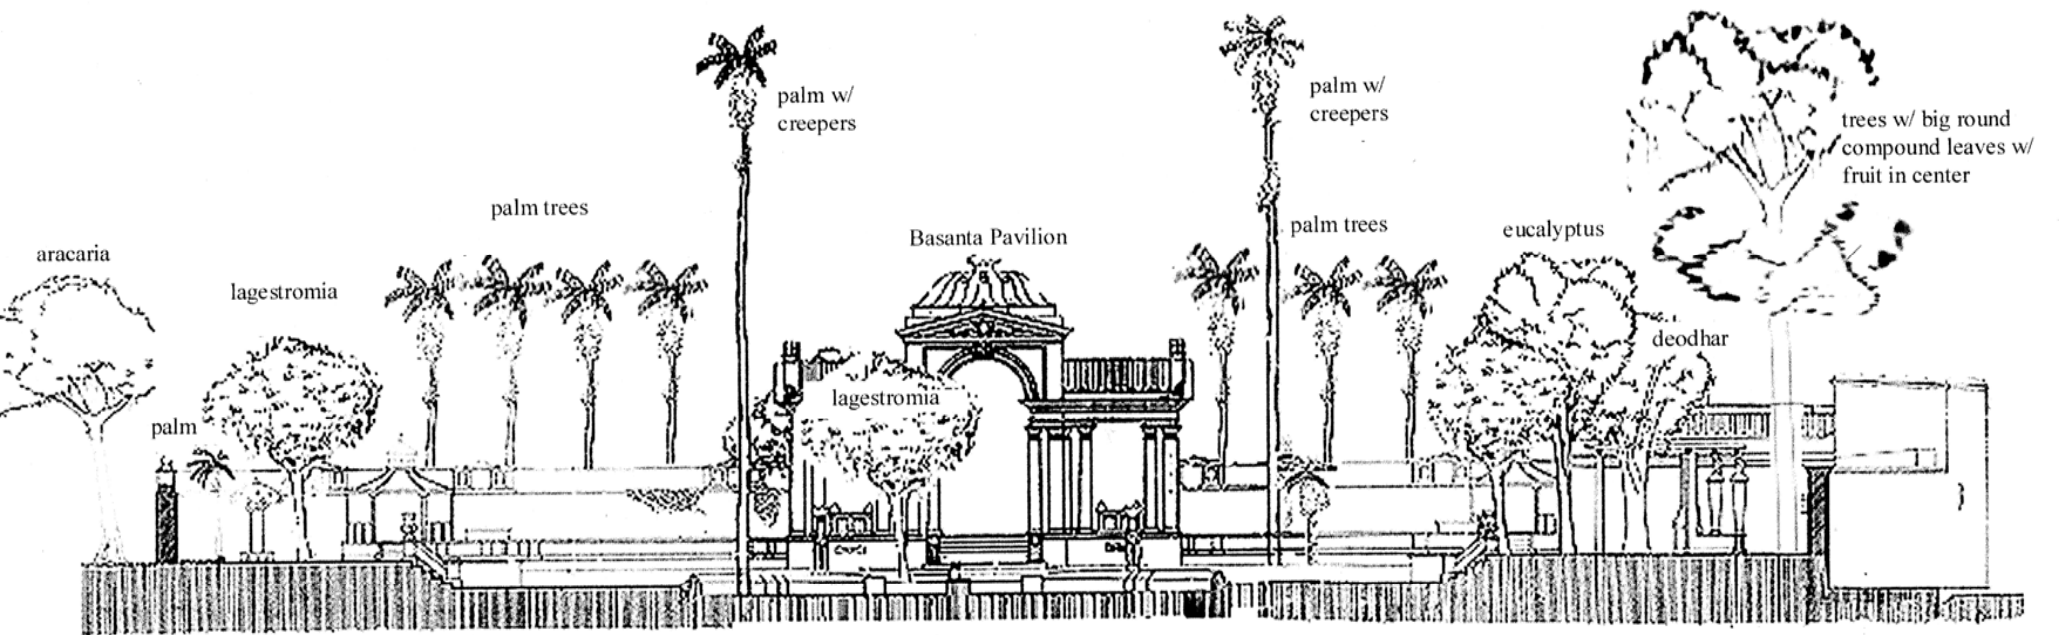 palm w/
creepers
palm w/
creepers
trees w/ big round
compound leaves w/
fruit in center
palm trees
palm trees
eucalyptus
Basanta Pavilion
aracaria
lagestromia
deodhar
lagestromia
palm